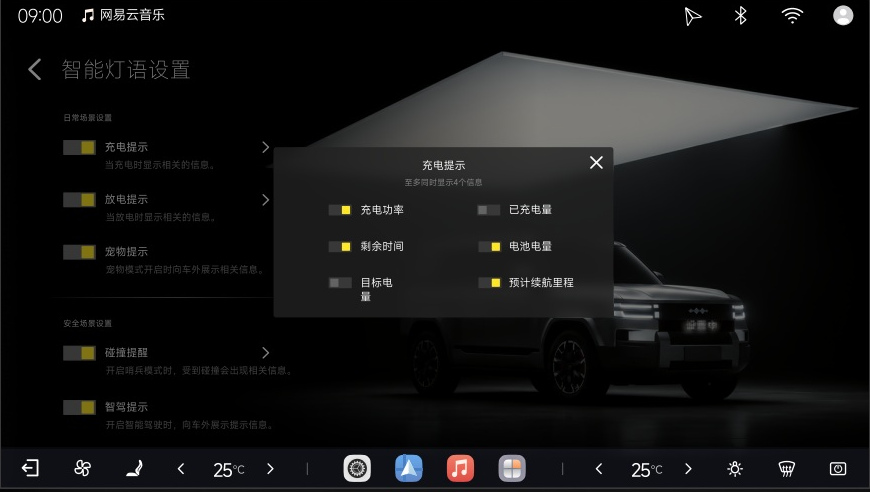 09:00 网易云音乐
智能灯语设置
日常场景设置
充电提示
当充电时显示相关的信息。
放电提示
当放电时显示相关的信息。
宠物提示
宠物模式开启时向车外展示相关信息。
安全场景设置
碰撞提醒
开启哨兵模式时，受到碰撞会出现相关信息。
智驾提示
开启智能驾驶时，向车外展示提示信息。
充电提示
至多同时显示4个信息
充电功率 已充电量
剩余时间 电池电量
目标电
量
预计续航里程
设置中
25°C 25°C